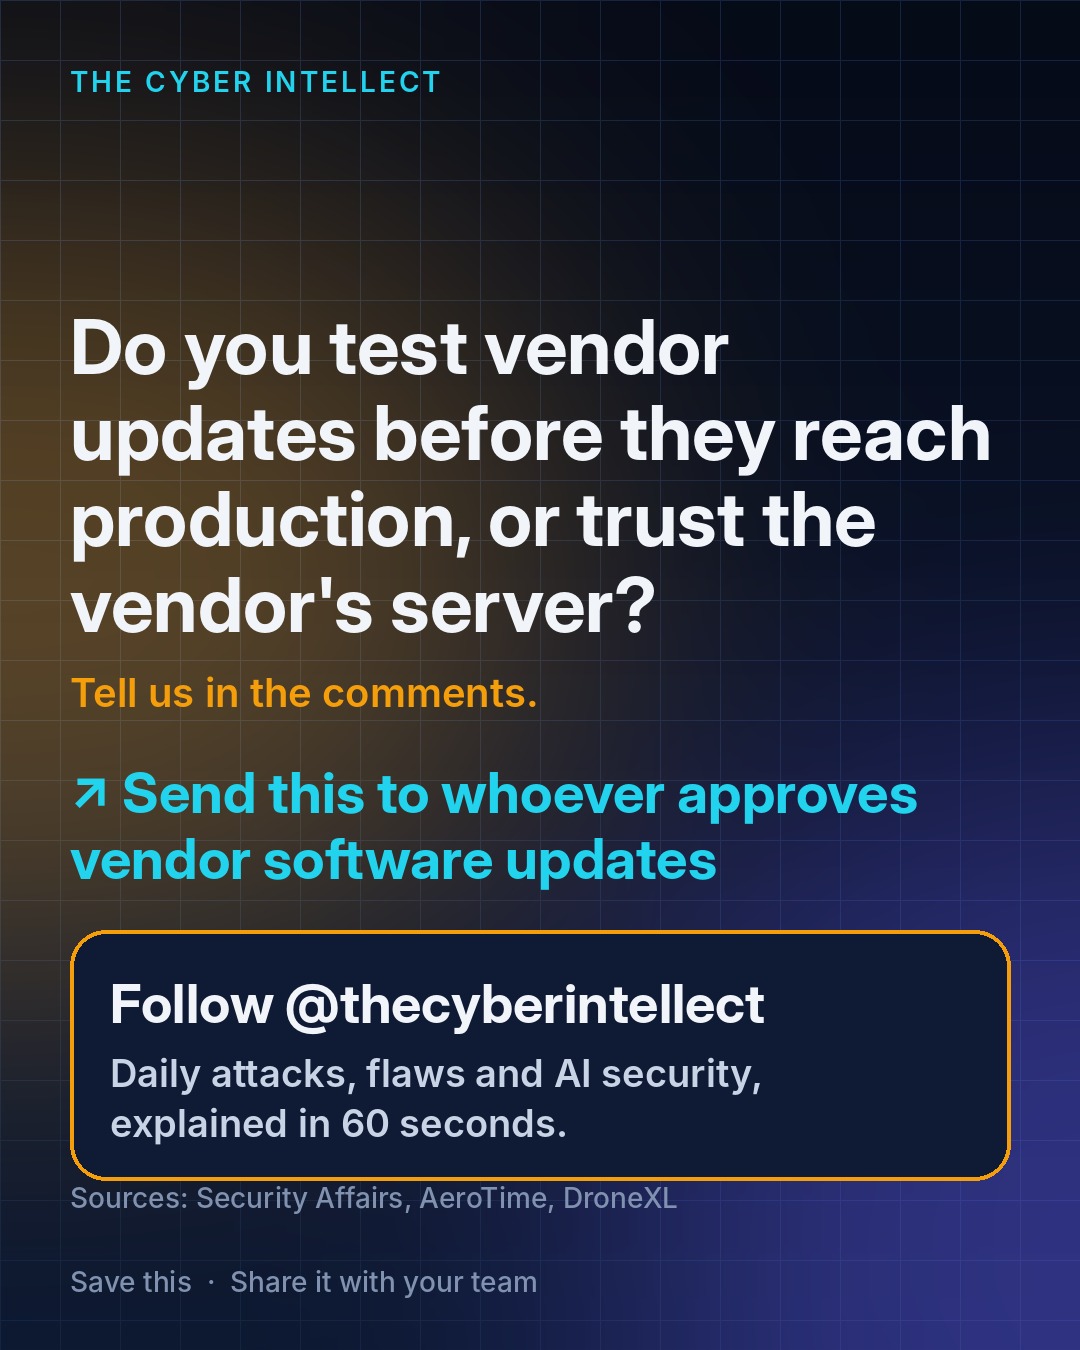 THE CYBER INTELLECT
Do you test vendor
updates before they reach
production, or trust the
vendor's server?
Tell us in the comments.
↗ Send this to whoever approves
vendor software updates
Follow @thecyberintellect
Daily attacks, flaws and AI security,
explained in 60 seconds.
Sources: Security Affairs, AeroTime, DroneXL
Save this · Share it with your team